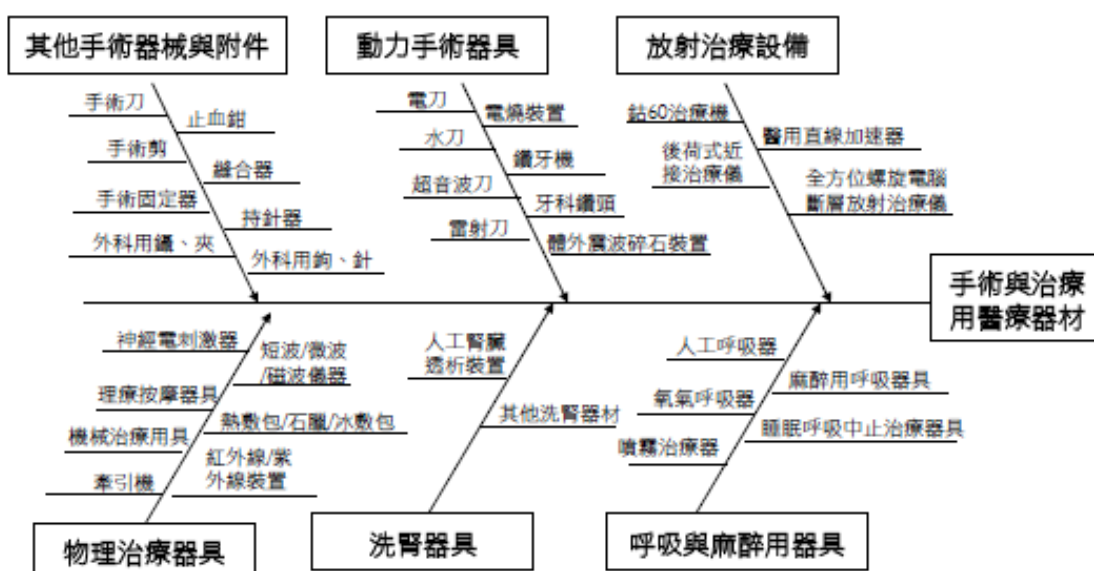 其他手術器械與附件
手術刀
止血鉗
手術剪
縫合器
手術固定器
持針器
外科用鑷、夾
外科用鉤、針
動力手術器具
電刀
電燒裝置
水刀
鑽牙機
超音波刀
牙科鑽頭
雷射刀
體外震波碎石裝置
放射治療設備
鈷60治療機
醫用直線加速器
後荷式近
接治療儀
全方位螺旋電腦
斷層放射治療儀
手術與治療
用醫療器材
神經電刺激器
短波/微波
/磁波儀器
理療按摩器具
熱敷包/石臘/冰敷包
機械治療用具
紅外線/紫
外線裝置
牽引機
物理治療器具
人工腎臟
透析裝置
其他洗腎器材
洗腎器具
人工呼吸器
麻醉用呼吸器具
氧氣呼吸器
睡眠呼吸中止治療器具
噴霧治療器
呼吸與麻醉用器具